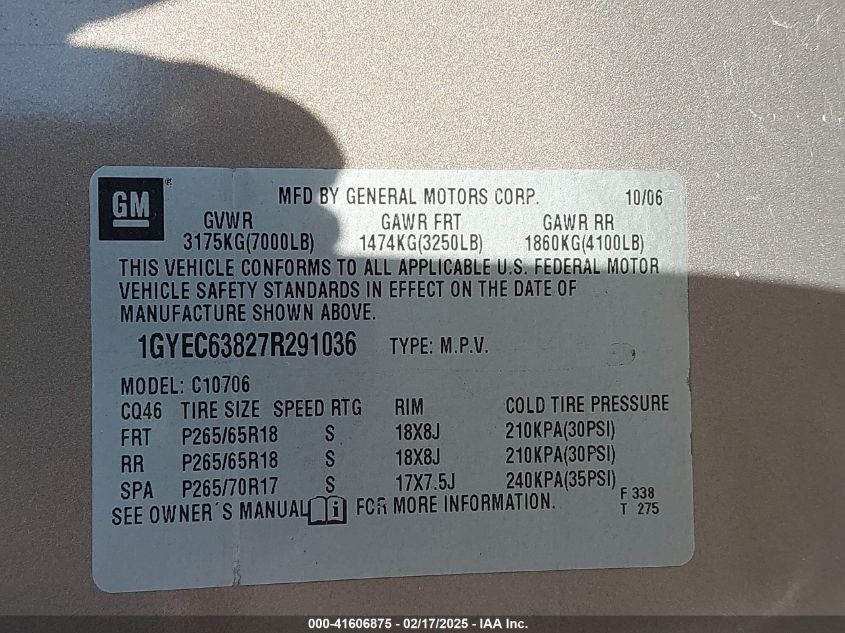 GM®
MFD BY GENERAL MOTORS CORP. 10/06
GVWR GAWR FRT GAWR RR
3175KG(7000LB) 1474KG(3250LB) 1860KG(4100LB)
THIS VEHICLE CONFORMS TO ALL APPLICABLE U.S. FEDERAL MOTOR
VEHICLE SAFETY STANDARDS IN EFFECT ON THE DATE OF
MANUFACTURE SHOWN ABOVE.
1GYEC63827R291036 TYPE: M.P.V.
MODEL: C10706
CQ46 TIRE SIZE SPEED RTG RIM COLD TIRE PRESSURE
FRT P265/65R18 S 18X8J 210KPA(30PSI)
RR P265/65R18 S 18X8J 210KPA(30PSI)
SPA P265/70R17 S 17X7.5J 240KPA(35PSI)
SEE OWNER´S MANUAL i FOR MORE INFORMATION.
F 338
T 275
000-41606875 - 02/17/2025 - IAA Inc.